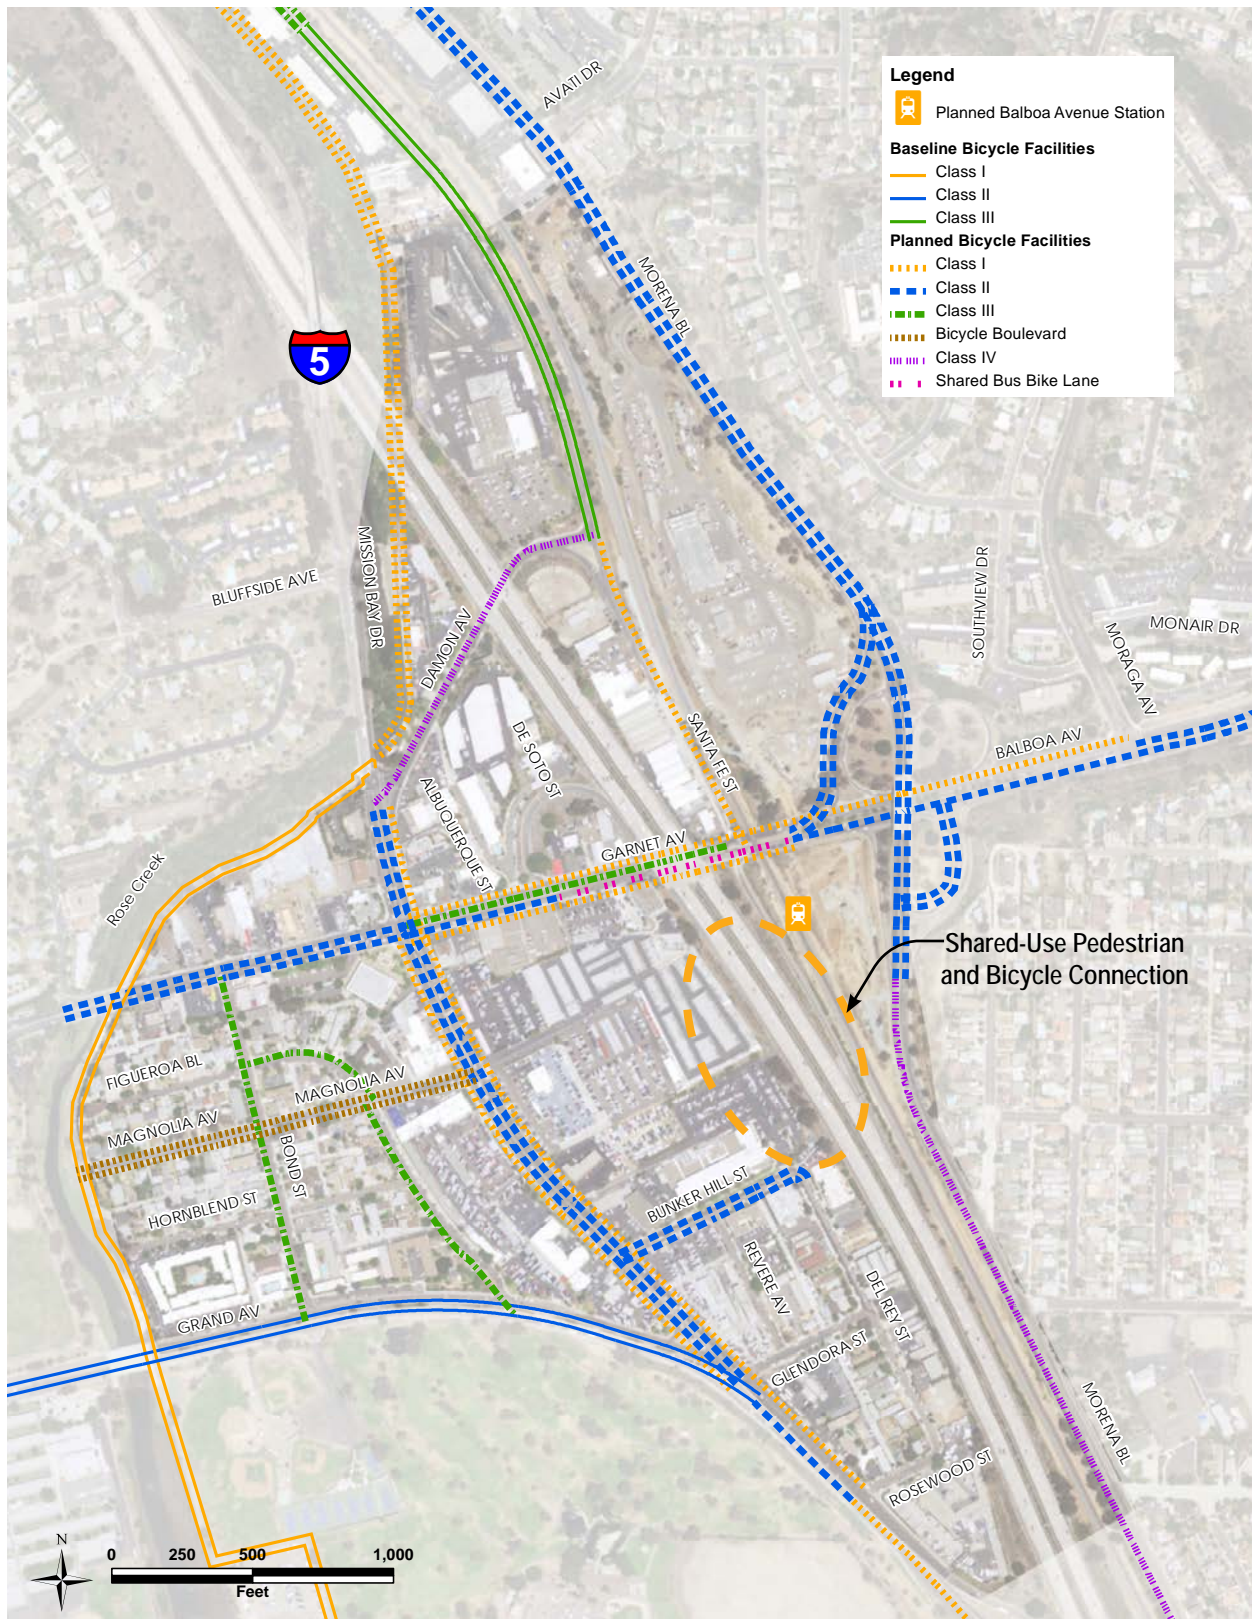 AVATI DR
Legend
Planned Balboa Avenue Station
Baseline Bicycle Facilities
Class I
Class II
Class III
Planned Bicycle Facilities
Class I
Class II
Class III
Bicycle Boulevard
Class IV
Shared Bus Bike Lane
MORENA BL
5
MISSION BAY DR
BLUFFSIDE AVE
DAMON AV
SOUTHVIEW DR
MONAIR DR
MORAGA AV
BALBOA AV
SANTA FE ST
DE SOTO ST
ALBUQUERQUE ST
GARNET AV
Rose Creek
Shared-Use Pedestrian
and Bicycle Connection
FIGUEROA BL
MAGNOLIA AV
MAGNOLIA AV
BOND ST
HORNBLEND ST
BUNKER HILL ST
REVERE AV
DEL REY ST
GRAND AV
GLENDORA ST
MORENA BL
ROSEWOOD ST
N
0 250 500 1,000
Feet